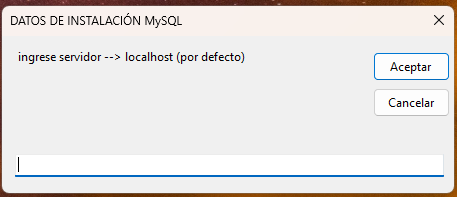 DATOS DE INSTALACIÓN MySQL
ingrese servidor --> localhost (por defecto)
Aceptar
Cancelar